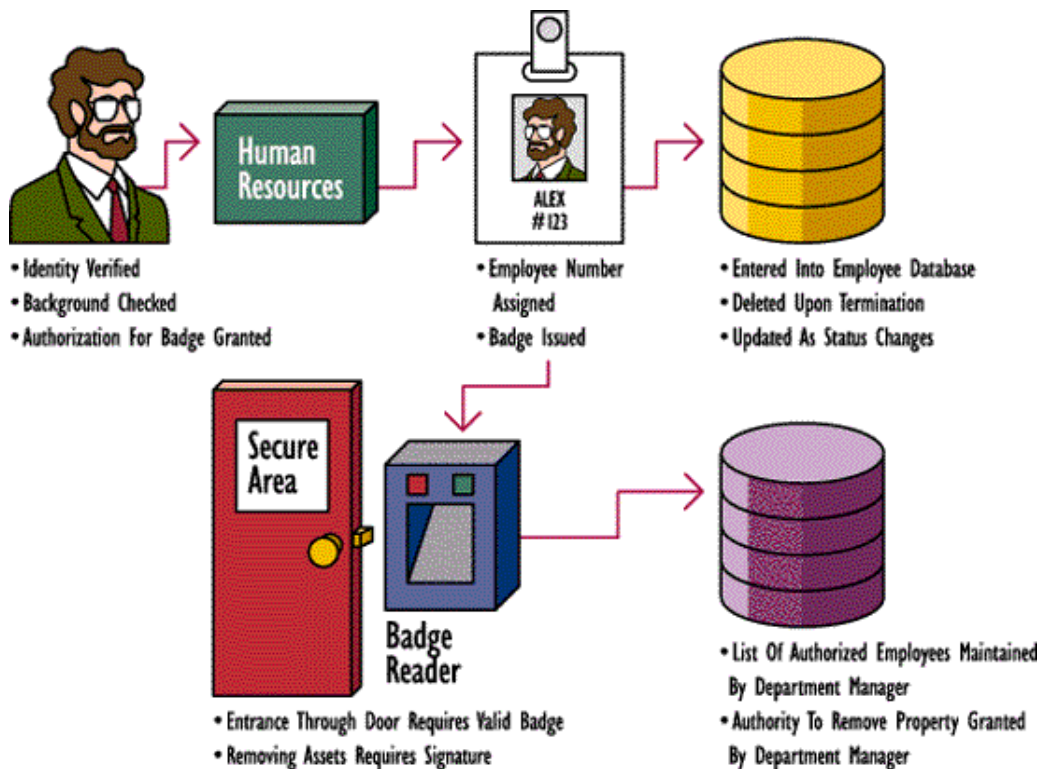 Human
Resources
ALEX
#123
• Identity Verified
• Background Checked
• Authorization For Badge Granted
• Employee Number
Assigned
• Badge Issued
• Entered Into Employee Database
• Deleted Upon Termination
• Updated As Status Changes
Secure
Area
Badge
Reader
• Entrance Through Door Requires Valid Badge
• Removing Assets Requires Signature
• List Of Authorized Employees Maintained
By Department Manager
• Authority To Remove Property Granted
By Department Manager